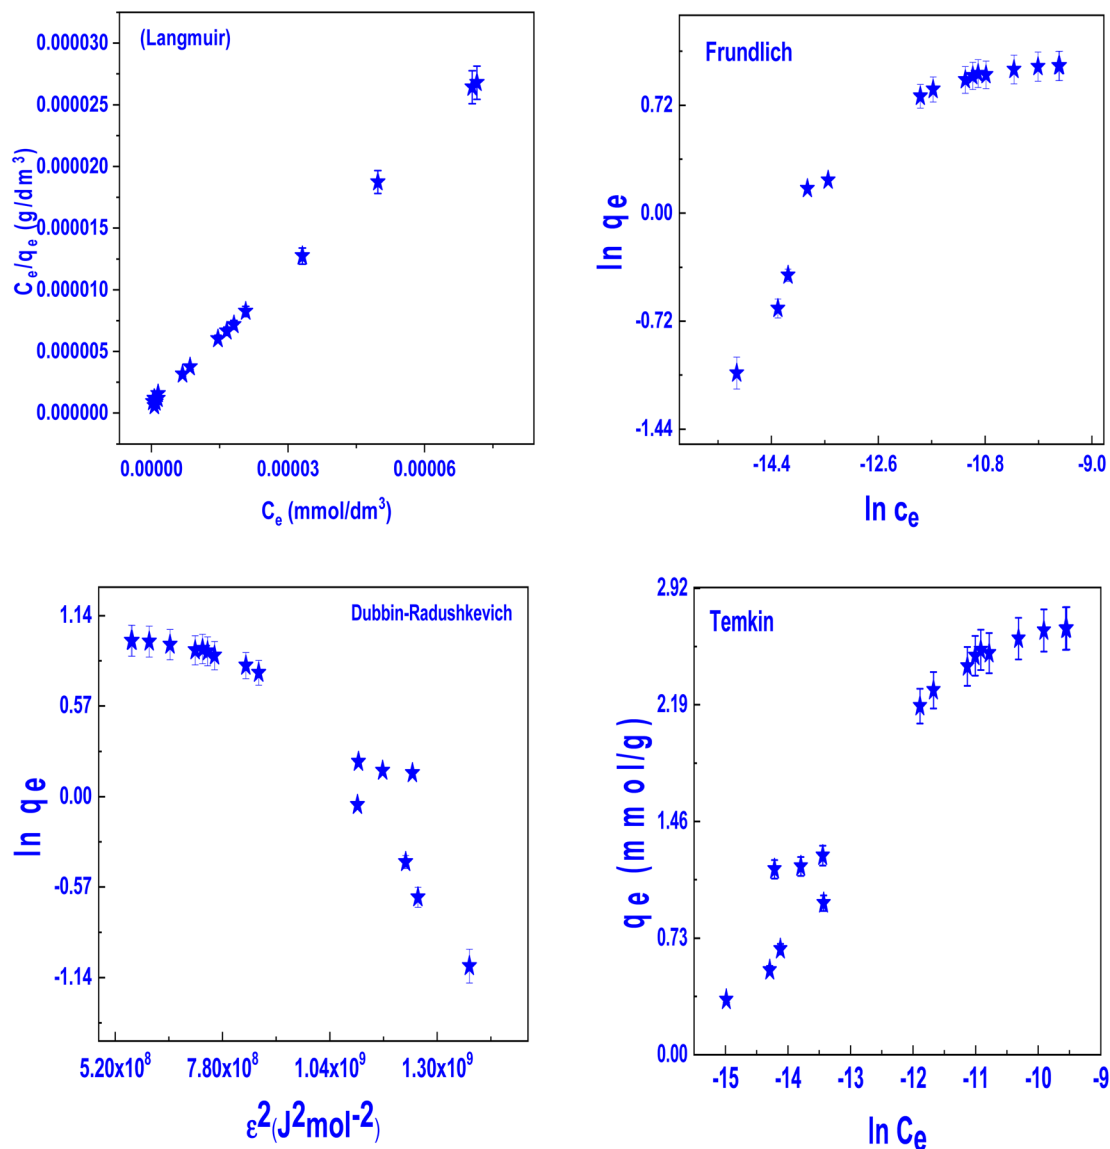 (Langmuir)
0.000030
0.000025
0.000020
0.000015
0.000010
0.000005
0.000000
Cₑ/qₑ (g/dm³)
0.00000 0.00003 0.00006
Cₑ (mmol/dm³)
Frundlich
0.72
0.00
-0.72
-1.44
ln qe
-14.4 -12.6 -10.8 -9.0
ln cₑ
Dubbin-Radushkevich
1.14
0.57
0.00
-0.57
-1.14
ln qe
5.20x10⁸ 7.80x10⁸ 1.04x10⁹ 1.30x10⁹
ε²(J²mol⁻²)
Temkin
2.92
2.19
1.46
0.73
0.00
qe (mmol/g)
-15 -14 -13 -12 -11 -10 -9
ln Cₑ